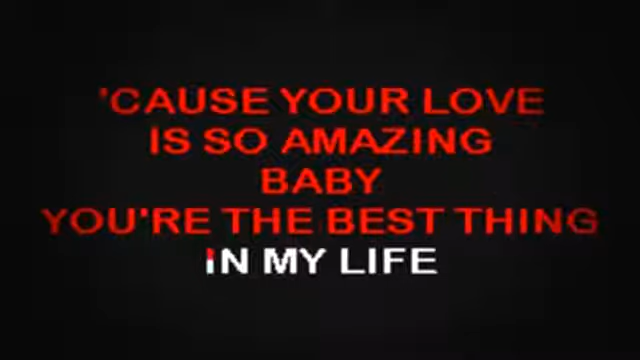 'CAUSE YOUR LOVE
IS SO AMAZING
BABY
YOU'RE THE BEST THING
IN MY LIFE